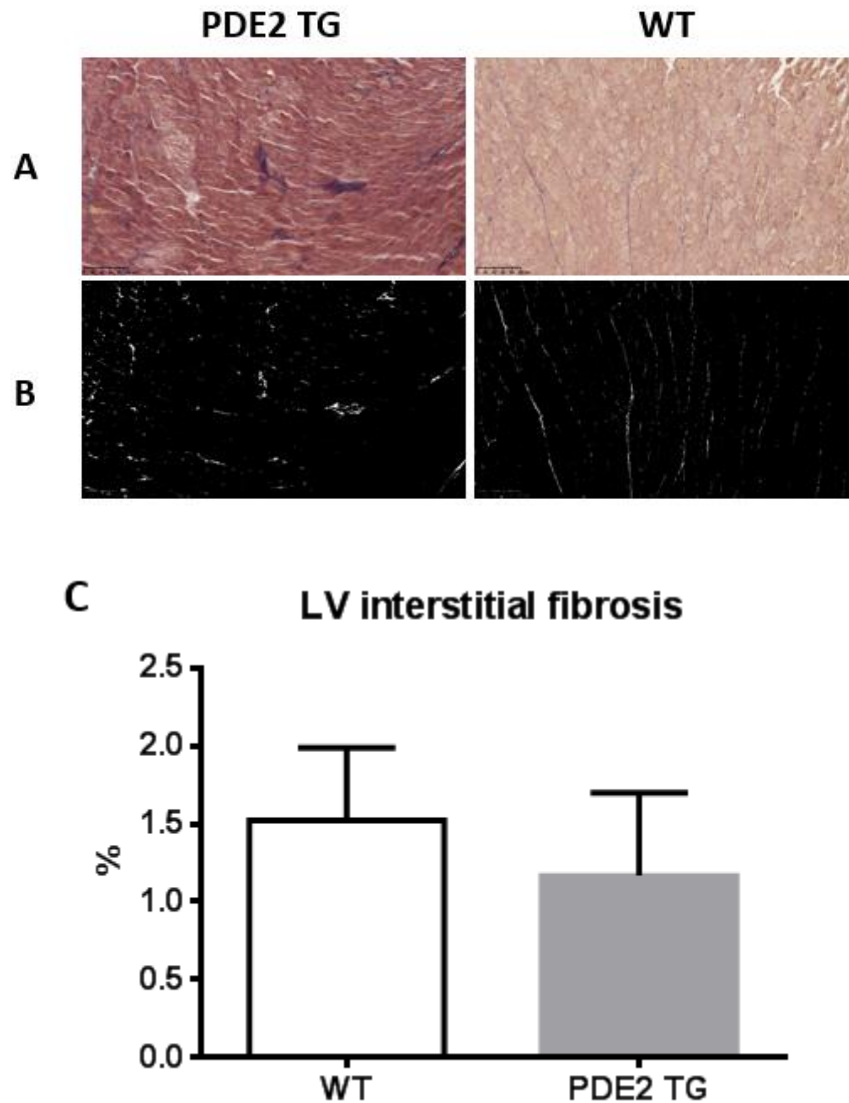 PDE2 TG WT
A
B
C
LV interstitial fibrosis
2.5
2.0
1.5
1.0
0.5
0.0
%
WT PDE2 TG